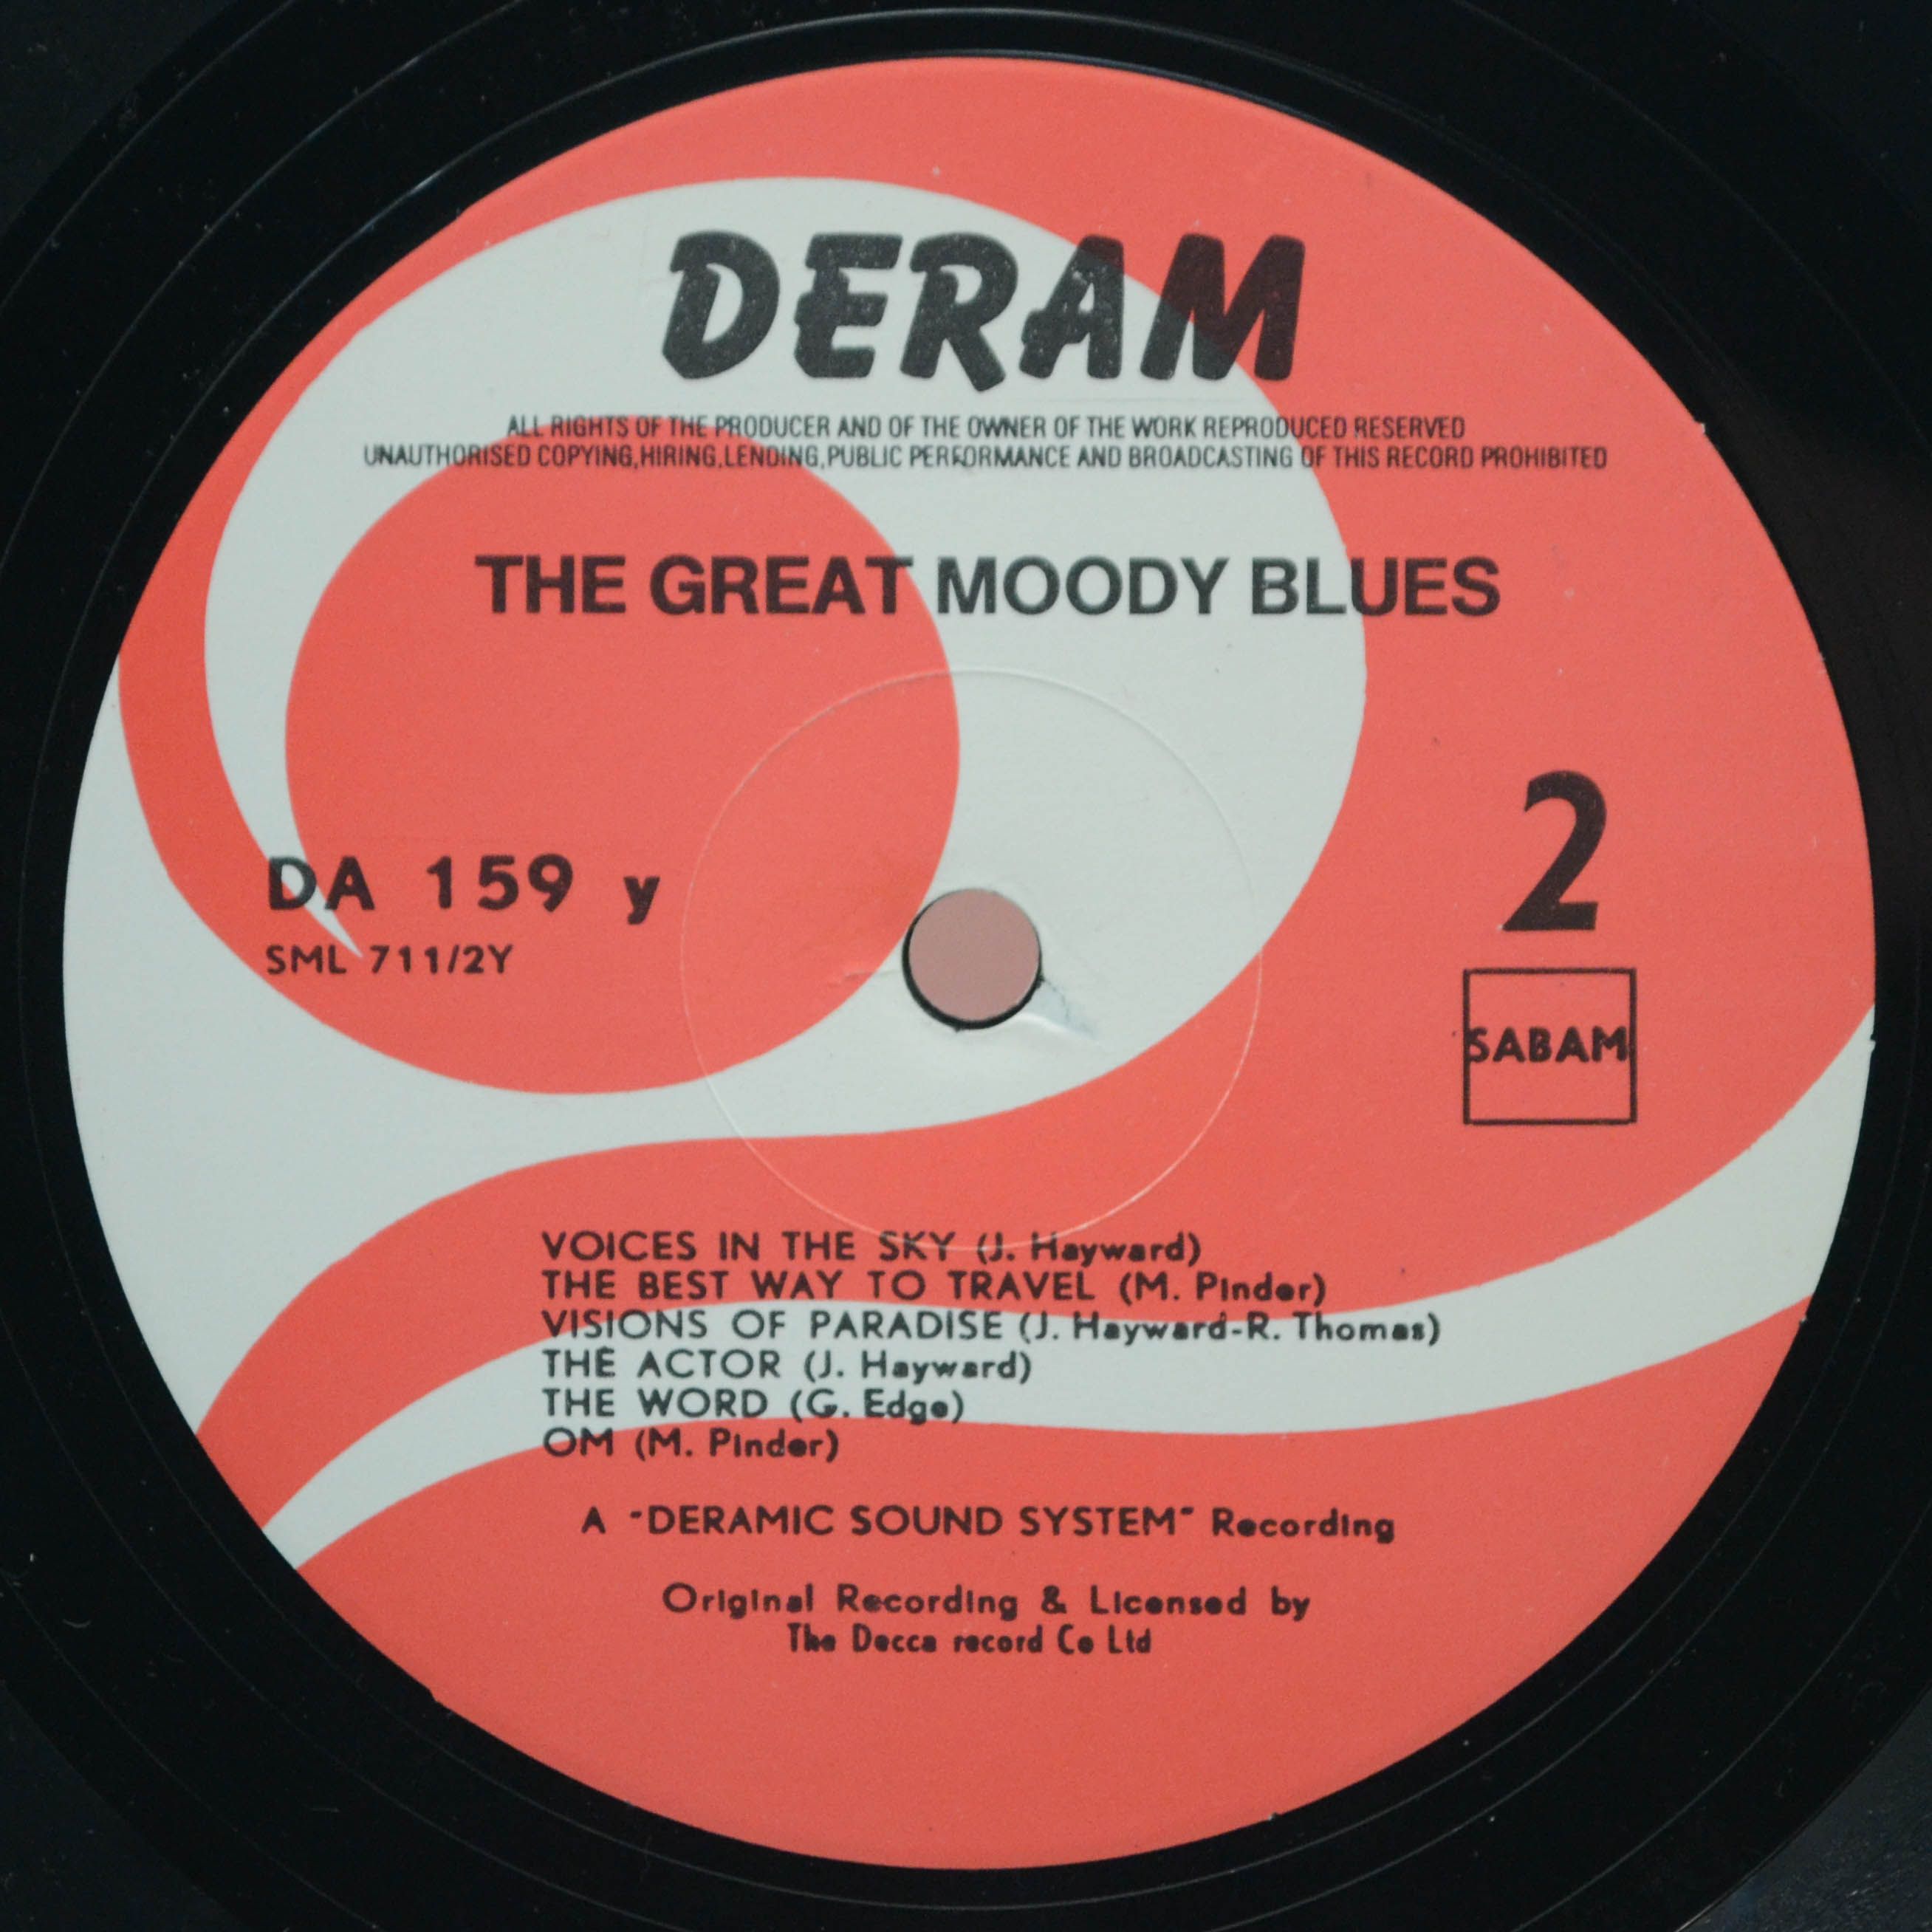 DERAM
ALL RIGHTS OF THE PRODUCER AND OF THE OWNER OF THE WORK REPRODUCED RESERVED
UNAUTHORISED COPYING, HIRING, LENDING, PUBLIC PERFORMANCE AND BROADCASTING OF THIS RECORD PROHIBITED
THE GREAT MOODY BLUES
DA 159 y
SML 711/2Y
2
SABAM
VOICES IN THE SKY (J. Hayward)
THE BEST WAY TO TRAVEL (M. Pinder)
VISIONS OF PARADISE (J. Hayward-R. Thomas)
THE ACTOR (J. Hayward)
THE WORD (G. Edge)
OM (M. Pinder)
A "DERAMIC SOUND SYSTEM" Recording
Original Recording & Licensed by
The Decca record Co Ltd